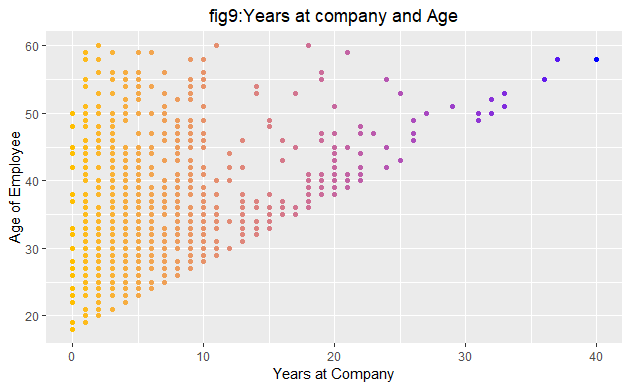 fig9:Years at company and Age
Age of Employee
60
50
40
30
20
0 10 20 30 40
Years at Company